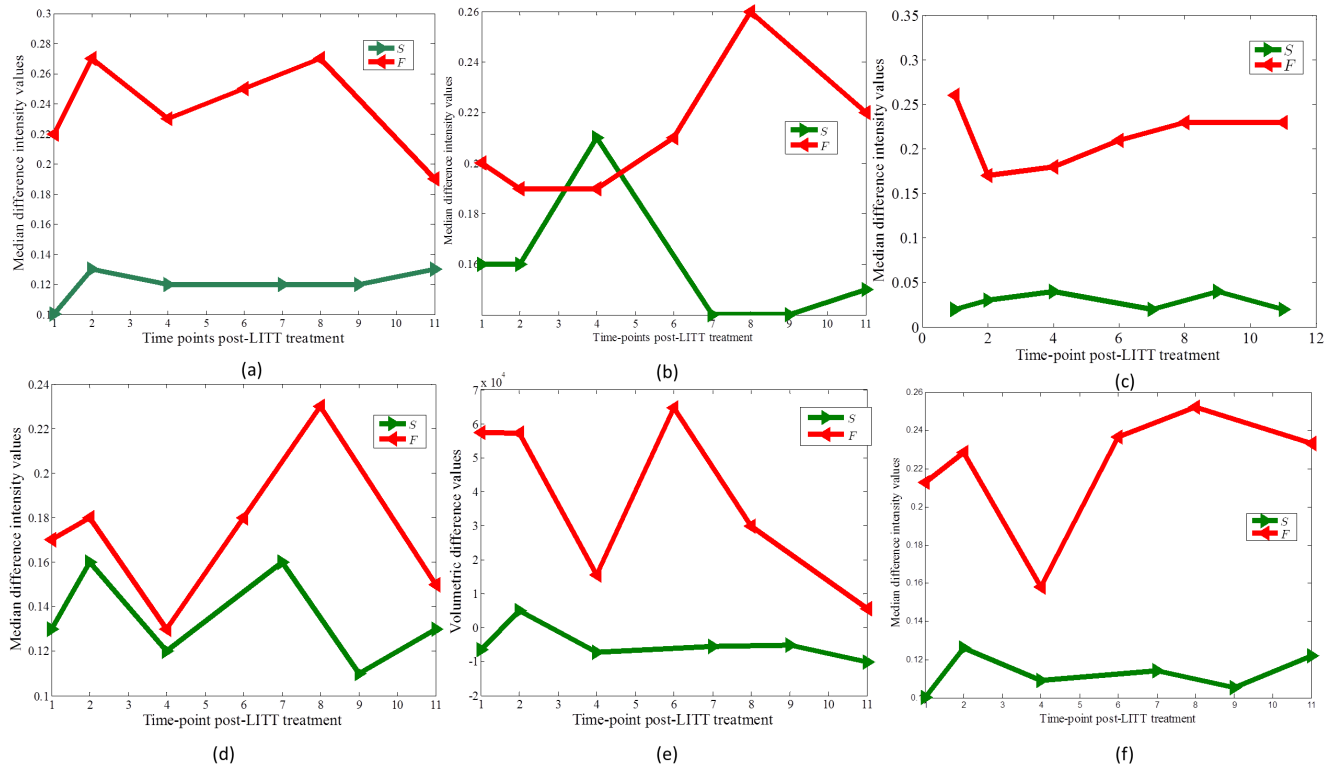 0.3
0.28
0.26
0.24
0.22
0.2
0.18
0.16
0.14
0.12
0.1
Median difference intensity values
S
F
1 2 3 4 5 6 7 8 9 10 11
Time points post-LITT treatment
(a)
0.26
0.24
0.22
0.2
0.18
0.16
Median difference intensity values
S
F
1 2 3 4 5 6 7 8 9 10 11
Time-points post-LITT treatment
(b)
0.35
0.3
0.25
0.2
0.15
0.1
0.05
0
Median difference intensity values
S
F
0 2 4 6 8 10 12
Time-point post-LITT treatment
(c)
0.24
0.22
0.2
0.18
0.16
0.14
0.12
0.1
Median difference intensity values
S
F
1 2 3 4 5 6 7 8 9 10 11
Time-point post-LITT treatment
(d)
x 10^4
7
6
5
4
3
2
1
0
-1
-2
Volumetric difference values
S
F
1 2 3 4 5 6 7 8 9 10 11
Time-point post-LITT treatment
(e)
0.26
0.24
0.22
0.2
0.18
0.16
0.14
0.12
0.1
Median difference intensity values
S
F
1 2 3 4 5 6 7 8 9 10 11
Time-point post-LITT treatment
(f)